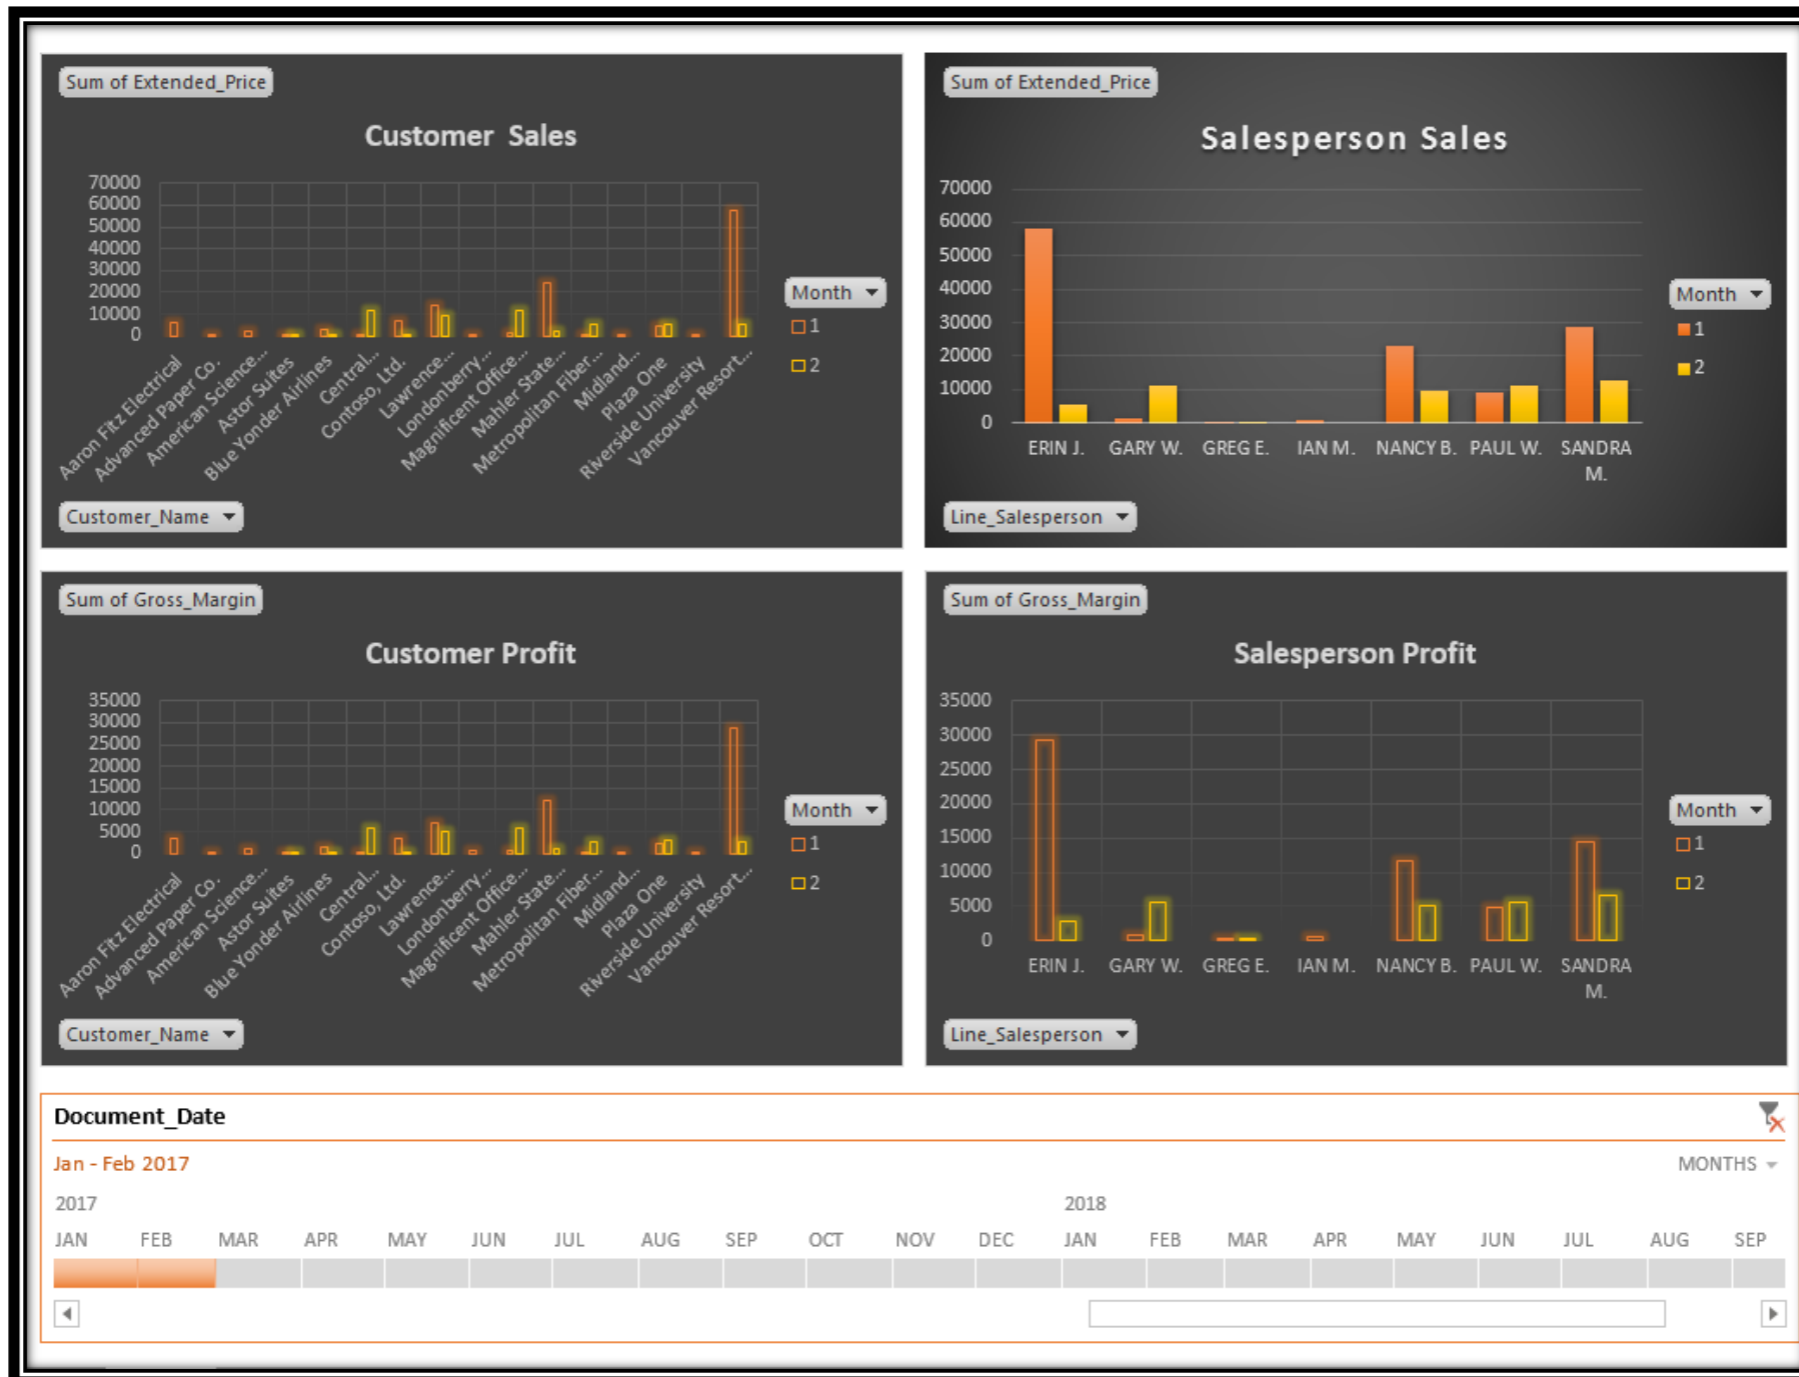 Sum of Extended_Price
Customer Sales
70000
60000
50000
40000
30000
20000
10000
0
Aaron Fitz Electrical
Advanced Paper Co.
American Science...
Astor Suites
Blue Yonder Airlines
Central...
Contoso, Ltd.
Lawrence...
Londonberry...
Magnificent Office...
Mahler State...
Metropolitan Fiber...
Midland...
Plaza One
Riverside University
Vancouver Resort...
Month
1
2
Customer_Name
Sum of Extended_Price
Salesperson Sales
70000
60000
50000
40000
30000
20000
10000
0
ERIN J.
GARY W.
GREG E.
IAN M.
NANCY B.
PAUL W.
SANDRA
M.
Month
1
2
Line_Salesperson
Sum of Gross_Margin
Customer Profit
35000
30000
25000
20000
15000
10000
5000
0
Aaron Fitz Electrical
Advanced Paper Co.
American Science...
Astor Suites
Blue Yonder Airlines
Central...
Contoso, Ltd.
Lawrence...
Londonberry...
Magnificent Office...
Mahler State...
Metropolitan Fiber...
Midland...
Plaza One
Riverside University
Vancouver Resort...
Month
1
2
Customer_Name
Sum of Gross_Margin
Salesperson Profit
35000
30000
25000
20000
15000
10000
5000
0
ERIN J.
GARY W.
GREG E.
IAN M.
NANCY B.
PAUL W.
SANDRA
M.
Month
1
2
Line_Salesperson
Document_Date
Jan - Feb 2017
MONTHS
2017 2018
JAN FEB MAR APR MAY JUN JUL AUG SEP OCT NOV DEC JAN FEB MAR APR MAY JUN JUL AUG SEP